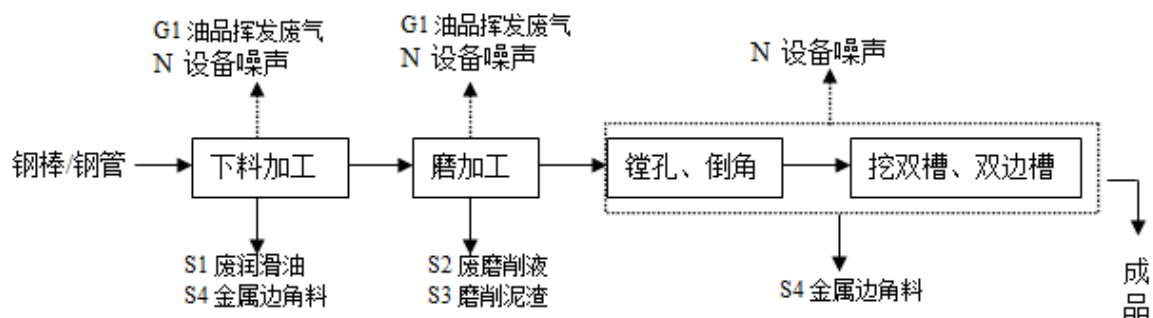 G1 油品挥发废气
N 设备噪声
G1 油品挥发废气
N 设备噪声
N 设备噪声
钢棒/钢管
下料加工
磨加工
镗孔、倒角
挖双槽、双边槽
S1 废润滑油
S4 金属边角料
S2 废磨削液
S3 磨削泥渣
S4 金属边角料
成
品